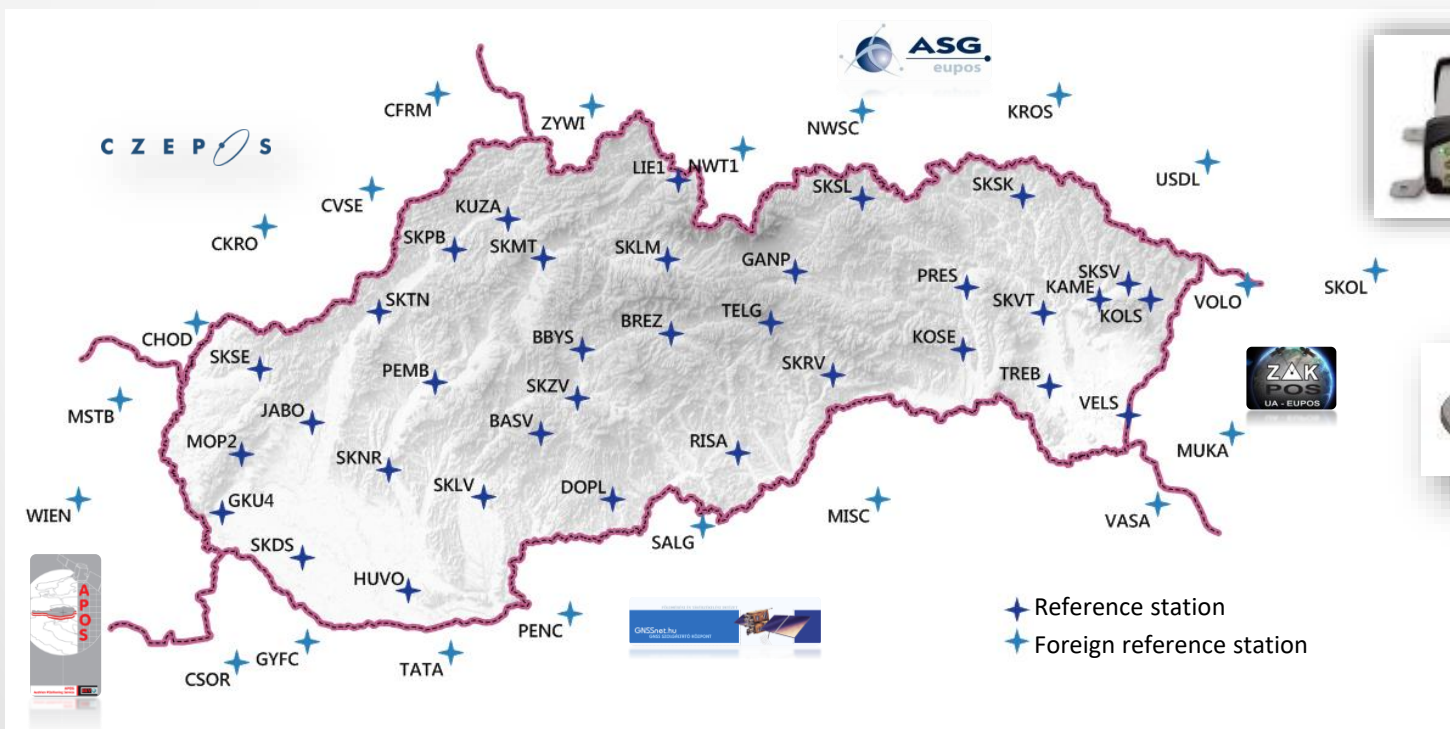 ASG
eupos
CFRM
ZYWI
NWSC
KROS
CZEPOS
LIE1
NWT1
SKSL
SKSK
USDL
CVSE
KUZA
CKRO
SKPB
SKMT
SKLM
GANP
PRES
SKSV
KAME
SKVT
KOLS
VOLO
SKOL
SKTN
CHOD
BBYS
BREZ
TELG
KOSE
SKSE
PEMB
SKZV
SKRV
TREB
ZAK
POS
UA - EUPOS
MSTB
JABO
BASV
VELS
MOP2
SKNR
RISA
MUKA
WIEN
GKU4
SKLV
DOPL
MISC
VASA
SKDS
SALG
HUVO
APOS
PENC
GNSSnet.hu
Reference station
Foreign reference station
GYFC
TATA
CSOR